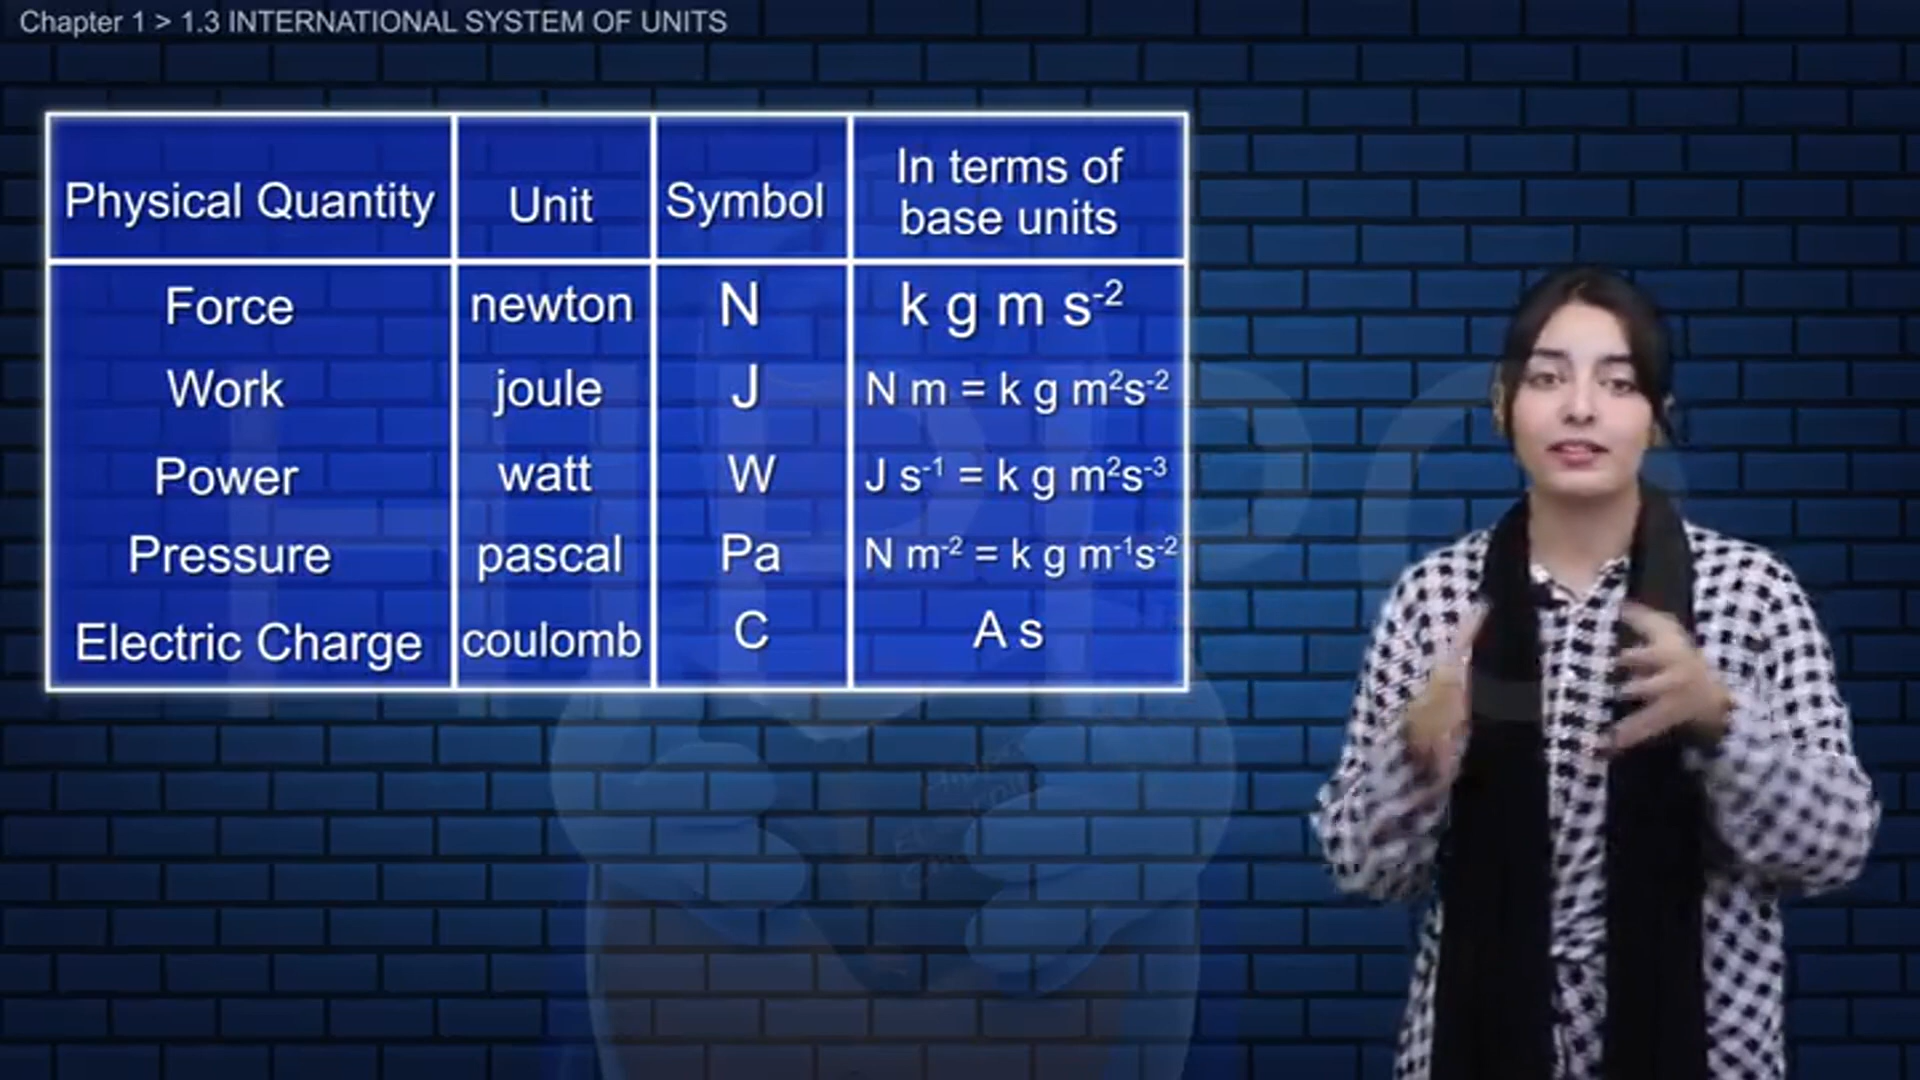 Chapter 1 > 1.3 INTERNATIONAL SYSTEM OF UNITS
Physical Quantity Unit Symbol In terms of base units
Force newton N k g m s⁻²
Work joule J N m = k g m²s⁻²
Power watt W J s⁻¹ = k g m²s⁻³
Pressure pascal Pa N m⁻² = k g m⁻¹s⁻²
Electric Charge coulomb C A s